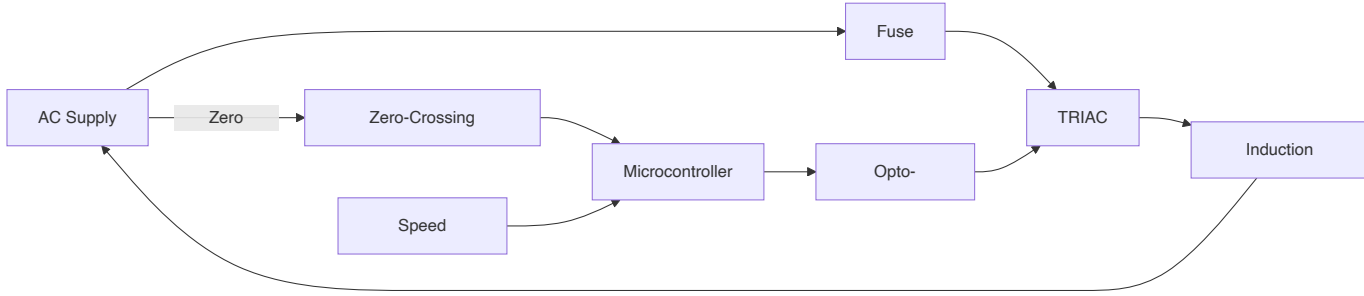 Fuse
AC Supply
Zero
Zero-Crossing
TRIAC
Induction
Microcontroller
Opto-
Speed